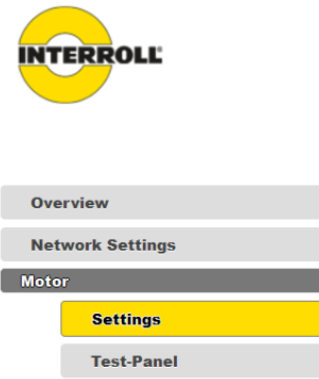 INTERROLL
Overview
Network Settings
Motor
Settings
Test-Panel